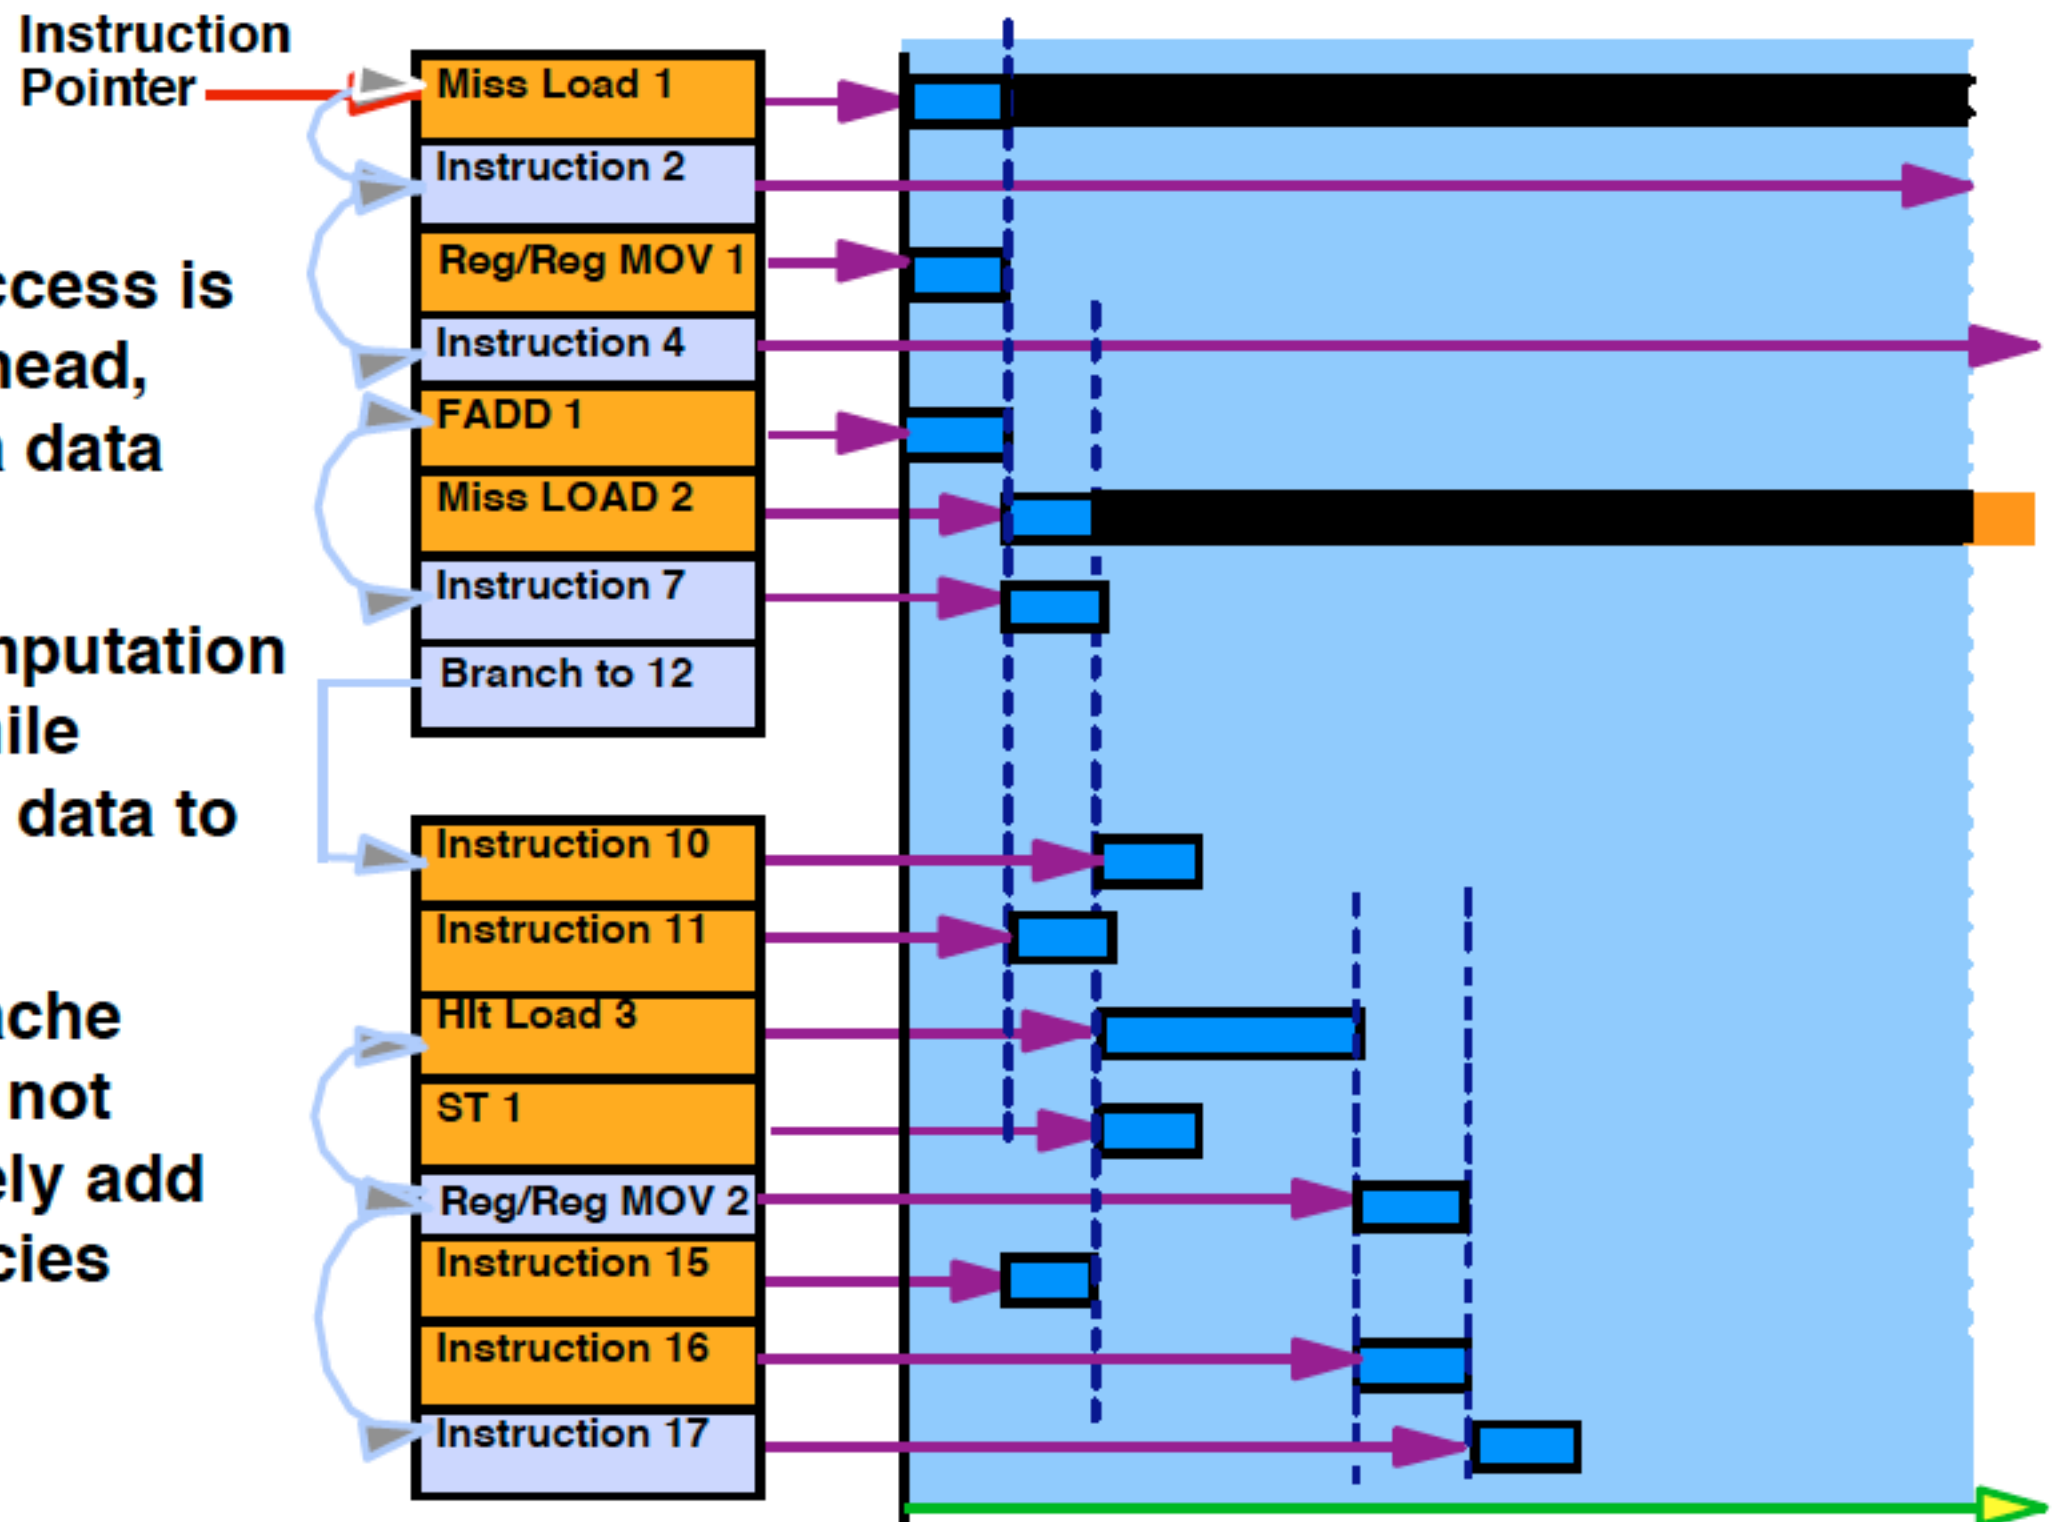 Instruction
Pointer
ccess is
head,
a data
nputation
ile
data to
ache
not
ely add
cies
Miss Load 1
Instruction 2
Reg/Reg MOV 1
Instruction 4
FADD 1
Miss LOAD 2
Instruction 7
Branch to 12
Instruction 10
Instruction 11
HIt Load 3
ST 1
Reg/Reg MOV 2
Instruction 15
Instruction 16
Instruction 17